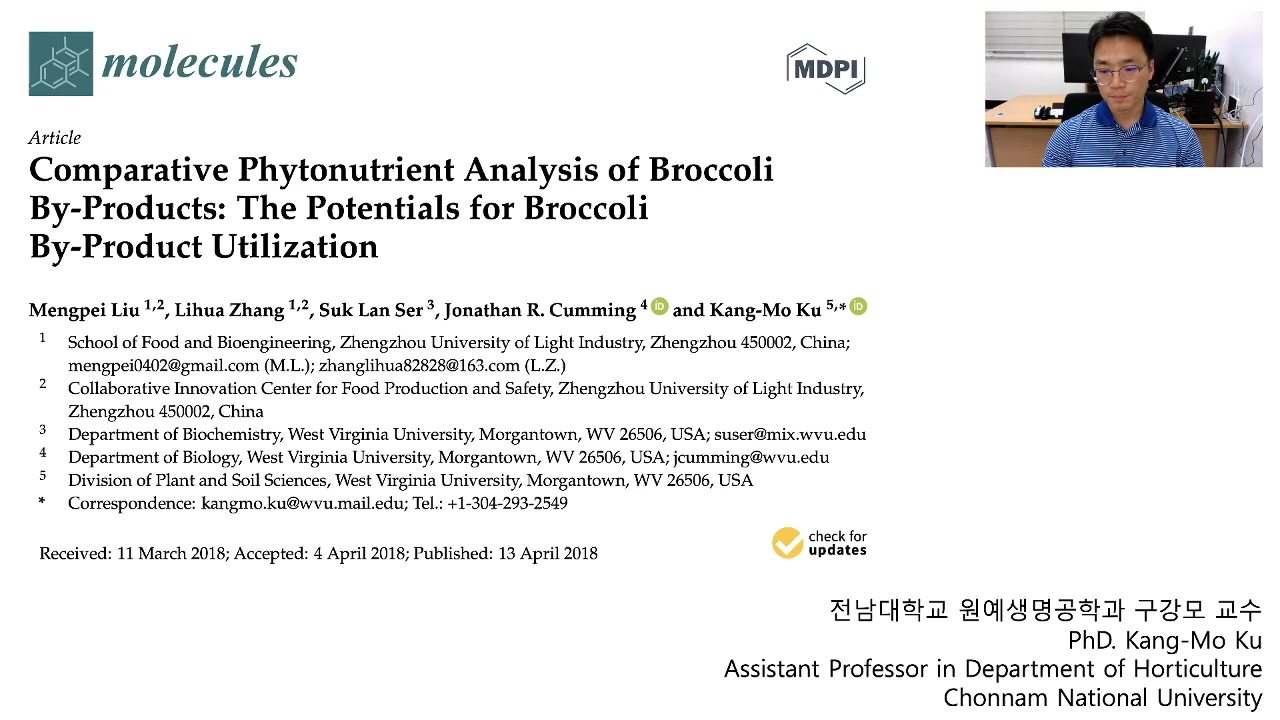 molecules
MDPI
Article
Comparative Phytonutrient Analysis of Broccoli
By-Products: The Potentials for Broccoli
By-Product Utilization
Mengpei Liu 1,2, Lihua Zhang 1,2, Suk Lan Ser 3, Jonathan R. Cumming 4 iD and Kang-Mo Ku 5,* iD
1 School of Food and Bioengineering, Zhengzhou University of Light Industry, Zhengzhou 450002, China;
mengpei0402@gmail.com (M.L.); zhanglihua82828@163.com (L.Z.)
2 Collaborative Innovation Center for Food Production and Safety, Zhengzhou University of Light Industry,
Zhengzhou 450002, China
3 Department of Biochemistry, West Virginia University, Morgantown, WV 26506, USA; suser@mix.wvu.edu
4 Department of Biology, West Virginia University, Morgantown, WV 26506, USA; jcumming@wvu.edu
5 Division of Plant and Soil Sciences, West Virginia University, Morgantown, WV 26506, USA
* Correspondence: kangmo.ku@wvu.mail.edu; Tel.: +1-304-293-2549
Received: 11 March 2018; Accepted: 4 April 2018; Published: 13 April 2018
check for
updates
전남대학교 원예생명공학과 구강모 교수
PhD. Kang-Mo Ku
Assistant Professor in Department of Horticulture
Chonnam National University